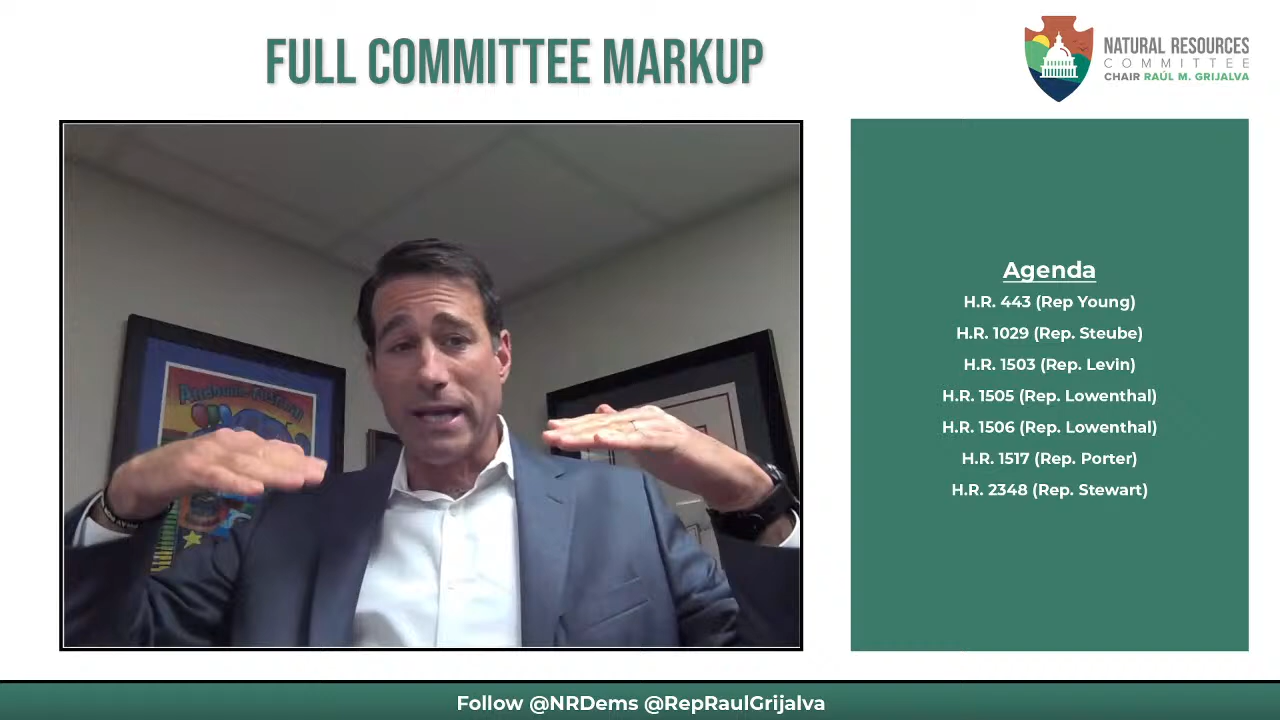 FULL COMMITTEE MARKUP
NATURAL RESOURCES
COMMITTEE
CHAIR RAÚL M. GRIJALVA
Agenda
H.R. 443 (Rep Young)
H.R. 1029 (Rep. Steube)
H.R. 1503 (Rep. Levin)
H.R. 1505 (Rep. Lowenthal)
H.R. 1506 (Rep. Lowenthal)
H.R. 1517 (Rep. Porter)
H.R. 2348 (Rep. Stewart)
Follow @NRDems @RepRaulGrijalva